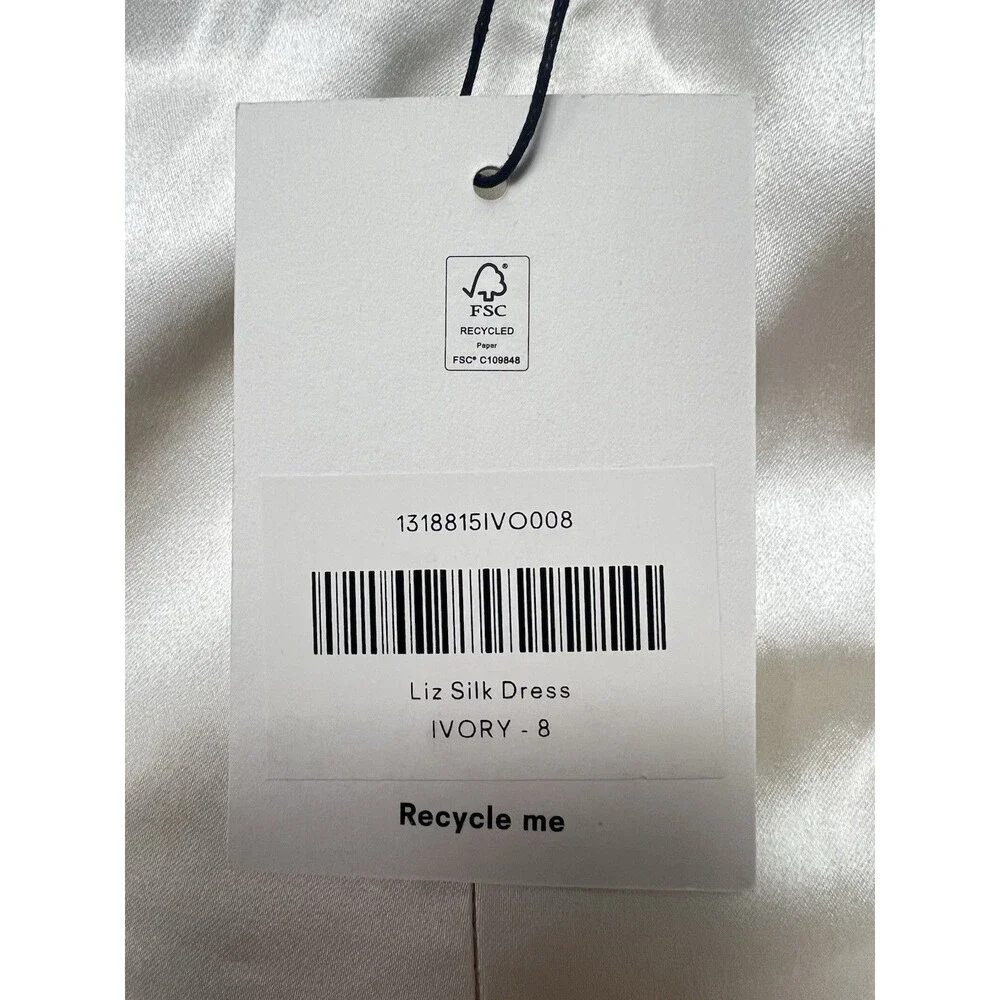 FSC
RECYCLED
Paper
FSC® C109848
1318815IVO008
Liz Silk Dress
IVORY - 8
Recycle me